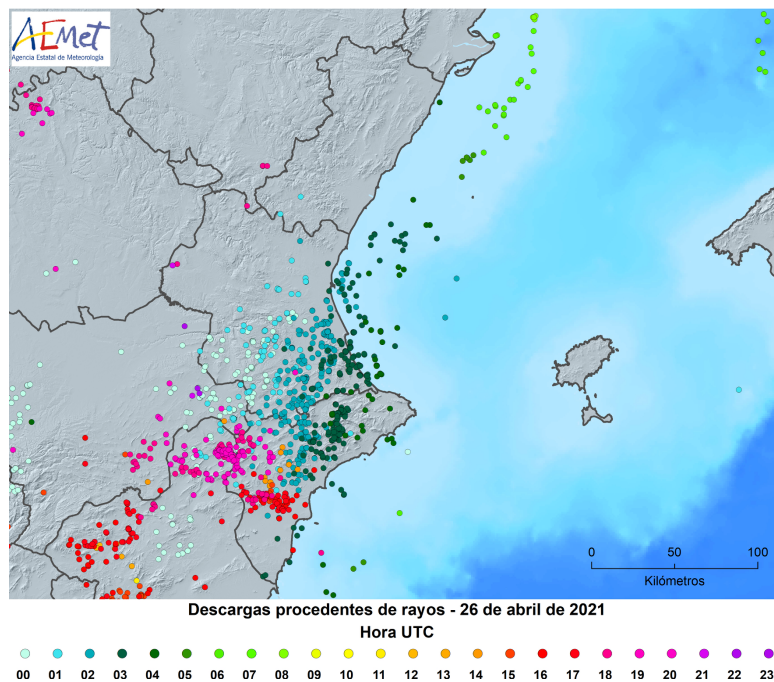 AEMet
Agencia Estatal de Meteorología
0 50 100
Kilómetros
Descargas procedentes de rayos - 26 de abril de 2021
Hora UTC
00 01 02 03 04 05 06 07 08 09 10 11 12 13 14 15 16 17 18 19 20 21 22 23